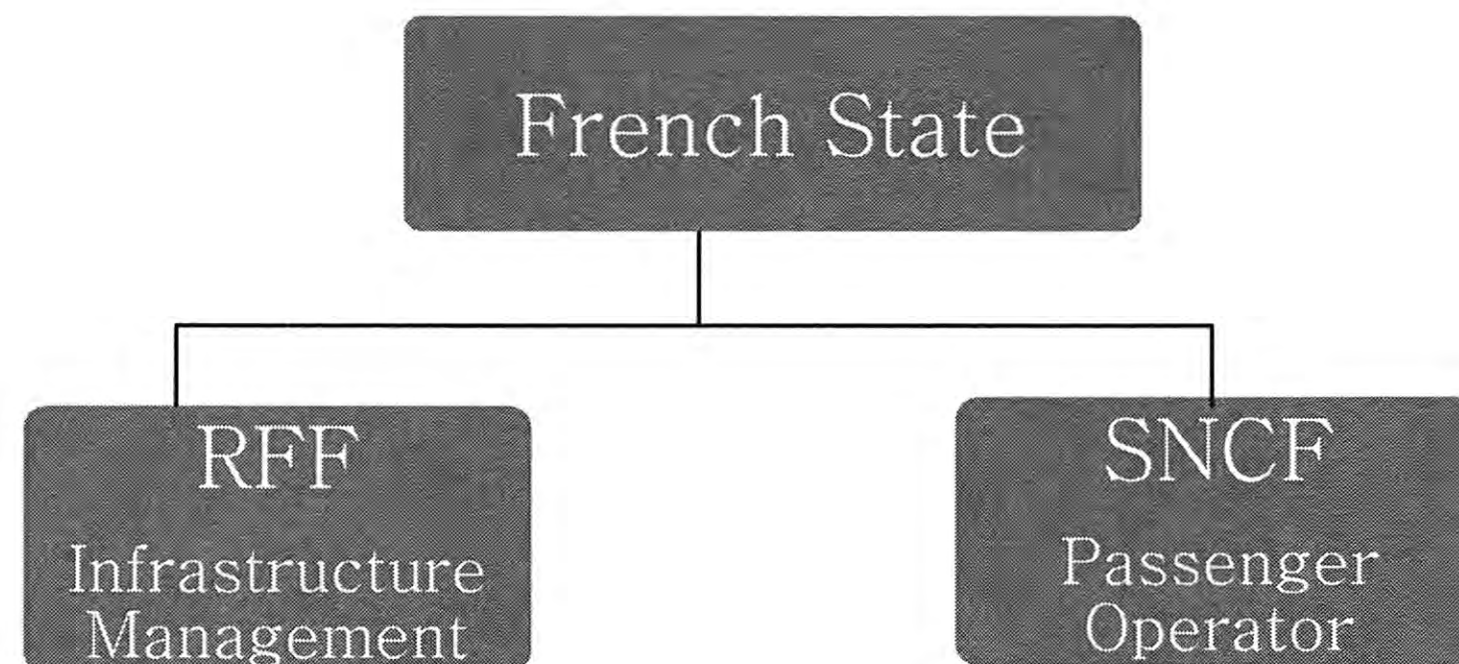 French State
RFF
Infrastructure
Management
SNCF
Passenger
Operator